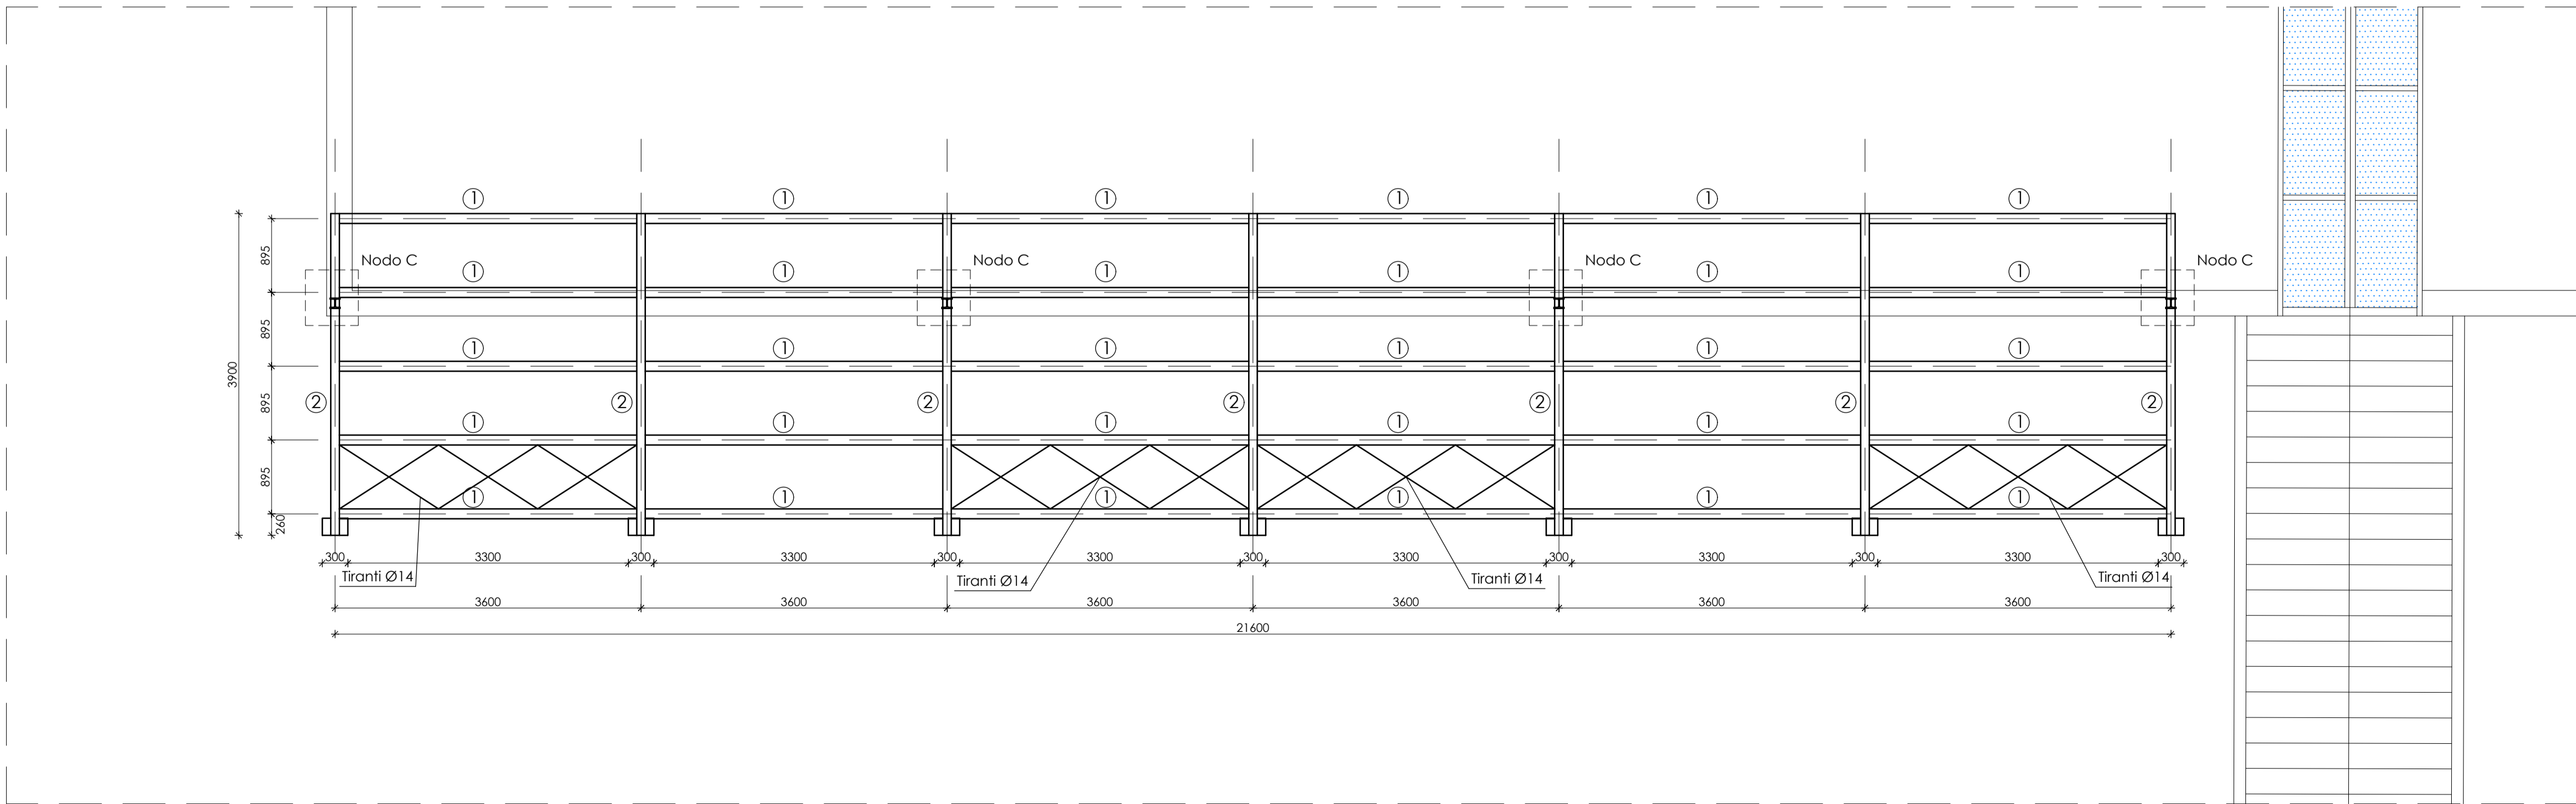 ① ① ① ① ① ①
Nodo C Nodo C Nodo C Nodo C
895
① ① ① ① ① ①
895
① ① ① ① ① ①
3900
② ② ② ② ② ② ②
895
① ① ① ① ① ①
895
① ① ① ① ① ①
260
300 3300 300 3300 300 3300 300 3300 300 3300 300 3300 300
Tiranti Ø14 Tiranti Ø14 Tiranti Ø14 Tiranti Ø14
3600 3600 3600 3600 3600 3600
21600